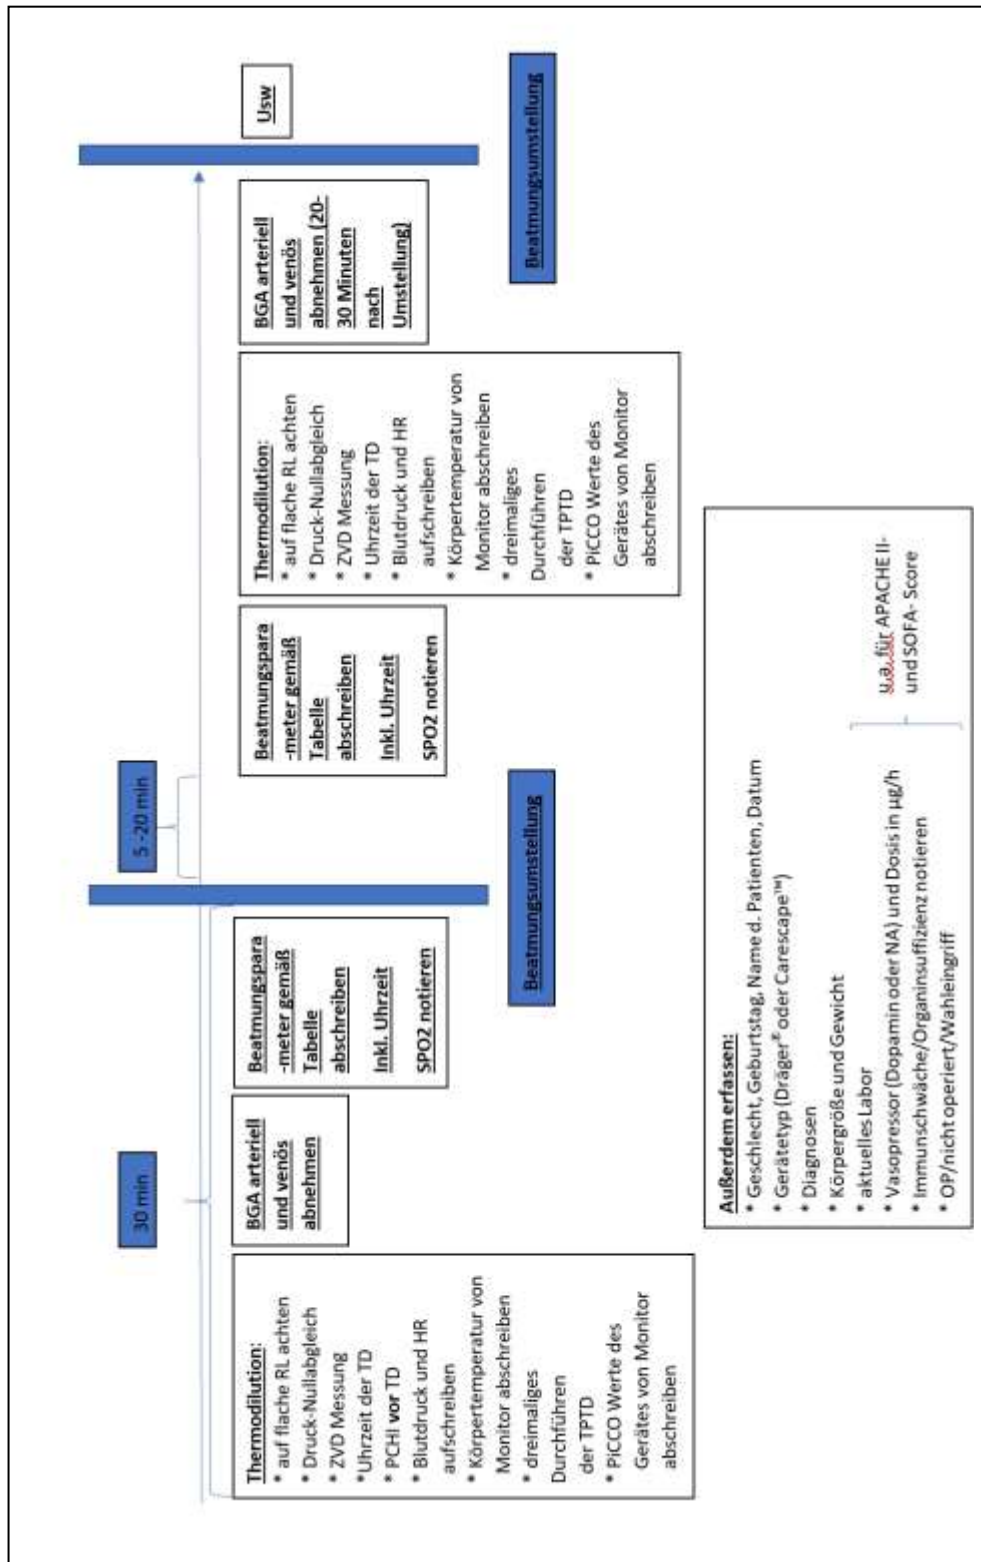 30 min
5 -20 min
Thermodilution:
* auf flache RL achten
* Druck-Nullabgleich
* ZVD Messung
*Uhrzeit der TD
* PCHI vor TD
* Blutdruck und HR
aufschreiben
* Körpertemperatur von
Monitor abschreiben
* dreimaliges
Durchführen
der TPTD
* PiCCO Werte des
Gerätes von Monitor
abschreiben
BGA arteriell
und venös
abnehmen
Beatmungspara
-meter gemäß
Tabelle
abschreiben
Inkl. Uhrzeit
SPO2 notieren
Beatmungsumstellung
Beatmungspara
-meter gemäß
Tabelle
abschreiben
Inkl. Uhrzeit
SPO2 notieren
Thermodilution:
* auf flache RL achten
* Druck-Nullabgleich
* ZVD Messung
* Uhrzeit der TD
* Blutdruck und HR
aufschreiben
* Körpertemperatur von
Monitor abschreiben
* dreimaliges
Durchführen
der TPTD
* PiCCO Werte des
Gerätes von Monitor
abschreiben
BGA arteriell
und venös
abnehmen (20-
30 Minuten
nach
Umstellung)
Beatmungsumstellung
Usw
Außerdem erfassen:
* Geschlecht, Geburtstag, Name d. Patienten, Datum
* Gerätetyp (Dräger® oder Carescape™)
* Diagnosen
* Körpergröße und Gewicht
* aktuelles Labor
* Vasopressor (Dopamin oder NA) und Dosis in µg/h
* Immunschwäche/Organinsuffizienz notieren
* OP/nicht operiert/Wahleingriff
u.a. für APACHE II-
und SOFA- Score